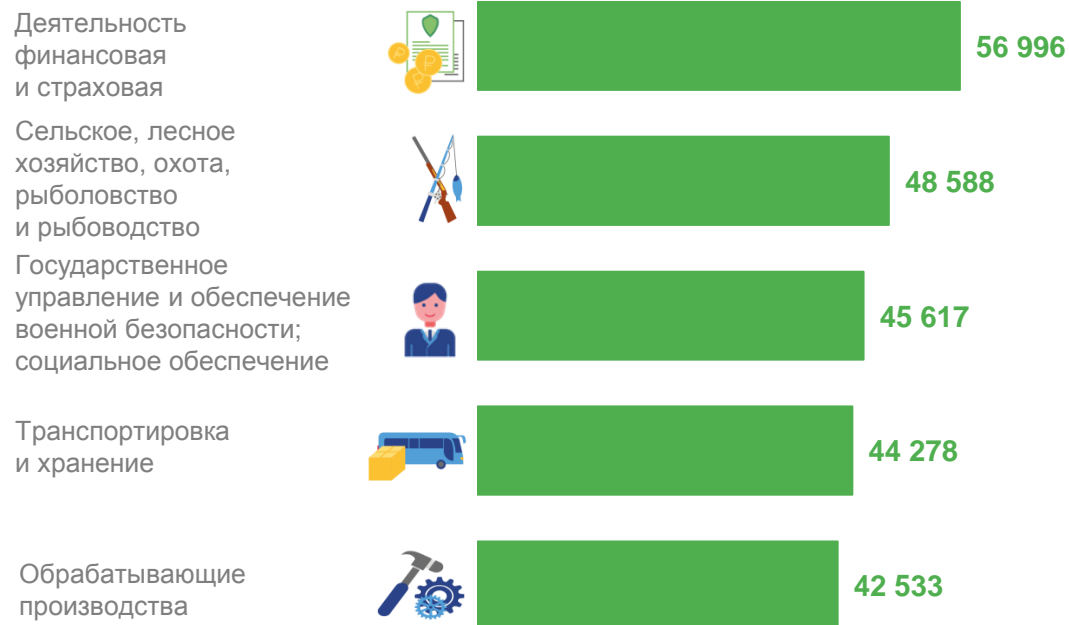 Деятельность
финансовая
и страховая
56 996
Сельское, лесное
хозяйство, охота,
рыболовство
и рыбоводство
48 588
Государственное
управление и обеспечение
военной безопасности;
социальное обеспечение
45 617
Транспортировка
и хранение
44 278
Обрабатывающие
производства
42 533